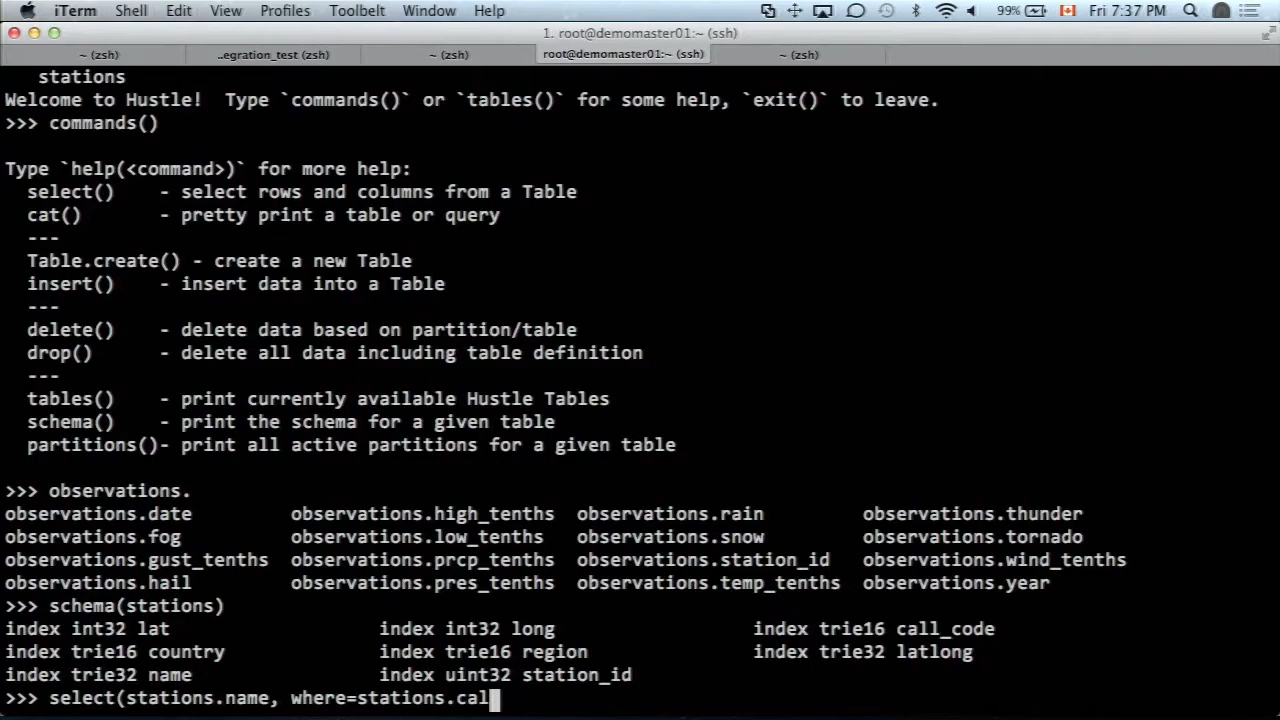 iTerm Shell Edit View Profiles Toolbelt Window Help 99% Fri 7:37 PM
1. root@demomaster01:~ (ssh)
~ (zsh) ..egration_test (zsh) ~ (zsh) root@demomaster01:~ (ssh) ~ (zsh)
stations
Welcome to Hustle!  Type `commands()` or `tables()` for some help, `exit()` to leave.
>>> commands()
Type `help(<command>)` for more help:
select()    - select rows and columns from a Table
cat()       - pretty print a table or query
---
Table.create() - create a new Table
insert()    - insert data into a Table
---
delete()    - delete data based on partition/table
drop()      - delete all data including table definition
---
tables()    - print currently available Hustle Tables
schema()    - print the schema for a given table
partitions()- print all active partitions for a given table
>>> observations.
observations.date observations.high_tenths observations.rain observations.thunder
observations.fog observations.low_tenths observations.snow observations.tornado
observations.gust_tenths observations.prcp_tenths observations.station_id observations.wind_tenths
observations.hail observations.pres_tenths observations.temp_tenths observations.year
>>> schema(stations)
index int32 lat index int32 long index trie16 call_code
index trie16 country index trie16 region index trie32 latlong
index trie32 name index uint32 station_id
>>> select(stations.name, where=stations.cal